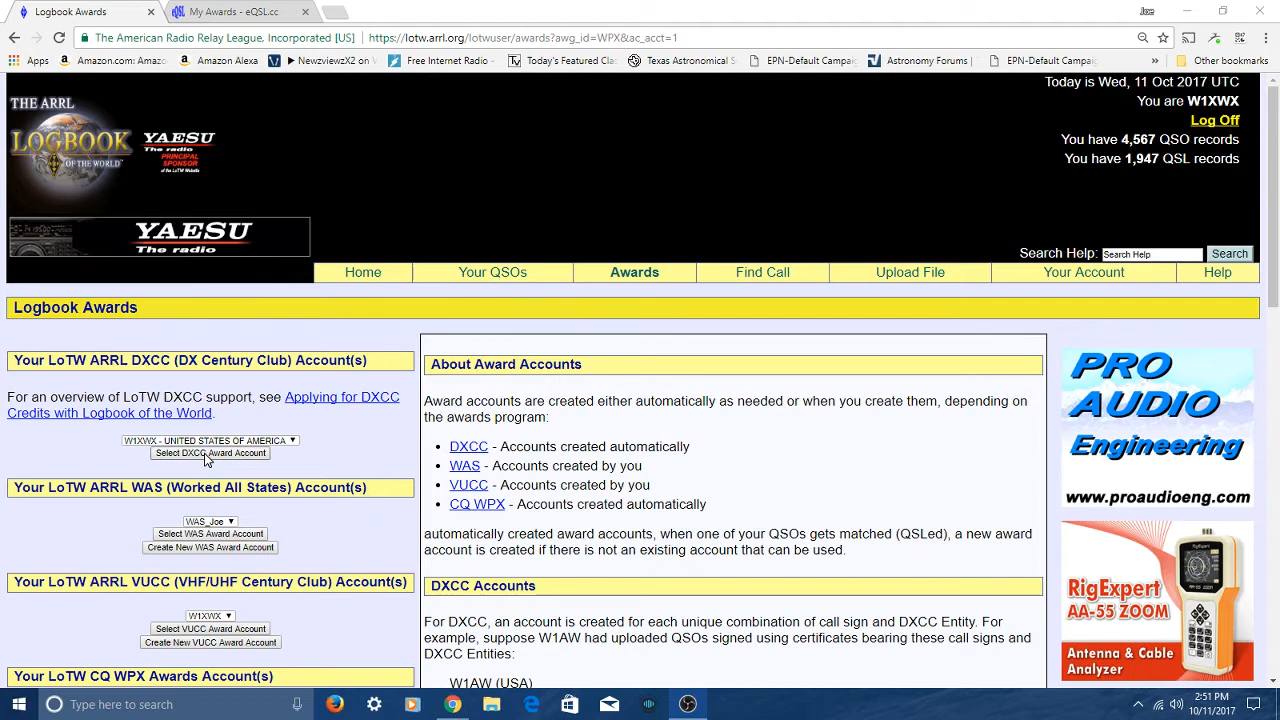 Logbook Awards
My Awards - eQSL.cc
The American Radio Relay League, Incorporated [US]
https://lotw.arrl.org/lotwuser/awards?awg_id=WPX&ac_acct=1
Apps
Amazon.com: Amazon
Amazon Alexa
NewzviewzX2 on V
Free Internet Radio -
Today's Featured Clas
Texas Astronomical S
EPN-Default Campai
Astronomy Forums |
EPN-Default Campai
»
Other bookmarks
Today is Wed, 11 Oct 2017 UTC
You are W1XWX
Log Off
You have 4,567 QSO records
You have 1,947 QSL records
THE ARRL
LOGBOOK
OF THE WORLD
YAESU
The radio
PRINCIPAL
SPONSOR
of the LoTW Website
YAESU
The radio
Search Help: Search Help Search
Home
Your QSOs
Awards
Find Call
Upload File
Your Account
Help
Logbook Awards
Your LoTW ARRL DXCC (DX Century Club) Account(s)
For an overview of LoTW DXCC support, see Applying for DXCC
Credits with Logbook of the World.
W1XWX - UNITED STATES OF AMERICA
Select DXCC Award Account
Your LoTW ARRL WAS (Worked All States) Account(s)
WAS_Joe
Select WAS Award Account
Create New WAS Award Account
Your LoTW ARRL VUCC (VHF/UHF Century Club) Account(s)
W1XWX
Select VUCC Award Account
Create New VUCC Award Account
Your LoTW CQ WPX Awards Account(s)
About Award Accounts
Award accounts are created either automatically as needed or when you create them, depending on
the awards program:
• DXCC - Accounts created automatically
• WAS - Accounts created by you
• VUCC - Accounts created by you
• CQ WPX - Accounts created automatically
automatically created award accounts, when one of your QSOs gets matched (QSLed), a new award
account is created if there is not an existing account that can be used.
DXCC Accounts
For DXCC, an account is created for each unique combination of call sign and DXCC Entity. For
example, suppose W1AW had uploaded QSOs signed using certificates bearing these call signs and
DXCC Entities:
W1AW (USA)
PRO
AUDIO
Engineering
www.proaudioeng.com
RigExpert
AA-55 ZOOM
Antenna & Cable
Analyzer
Type here to search
2:51 PM
10/11/2017